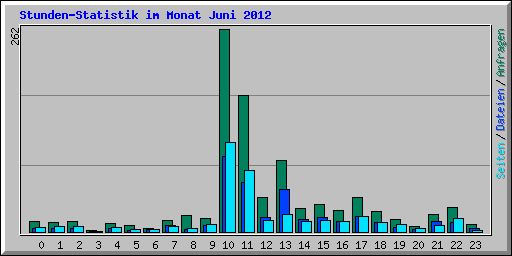 Stunden-Statistik im Monat Juni 2012
262
Seiten / Dateien / Anfragen
0 1 2 3 4 5 6 7 8 9 10 11 12 13 14 15 16 17 18 19 20 21 22 23